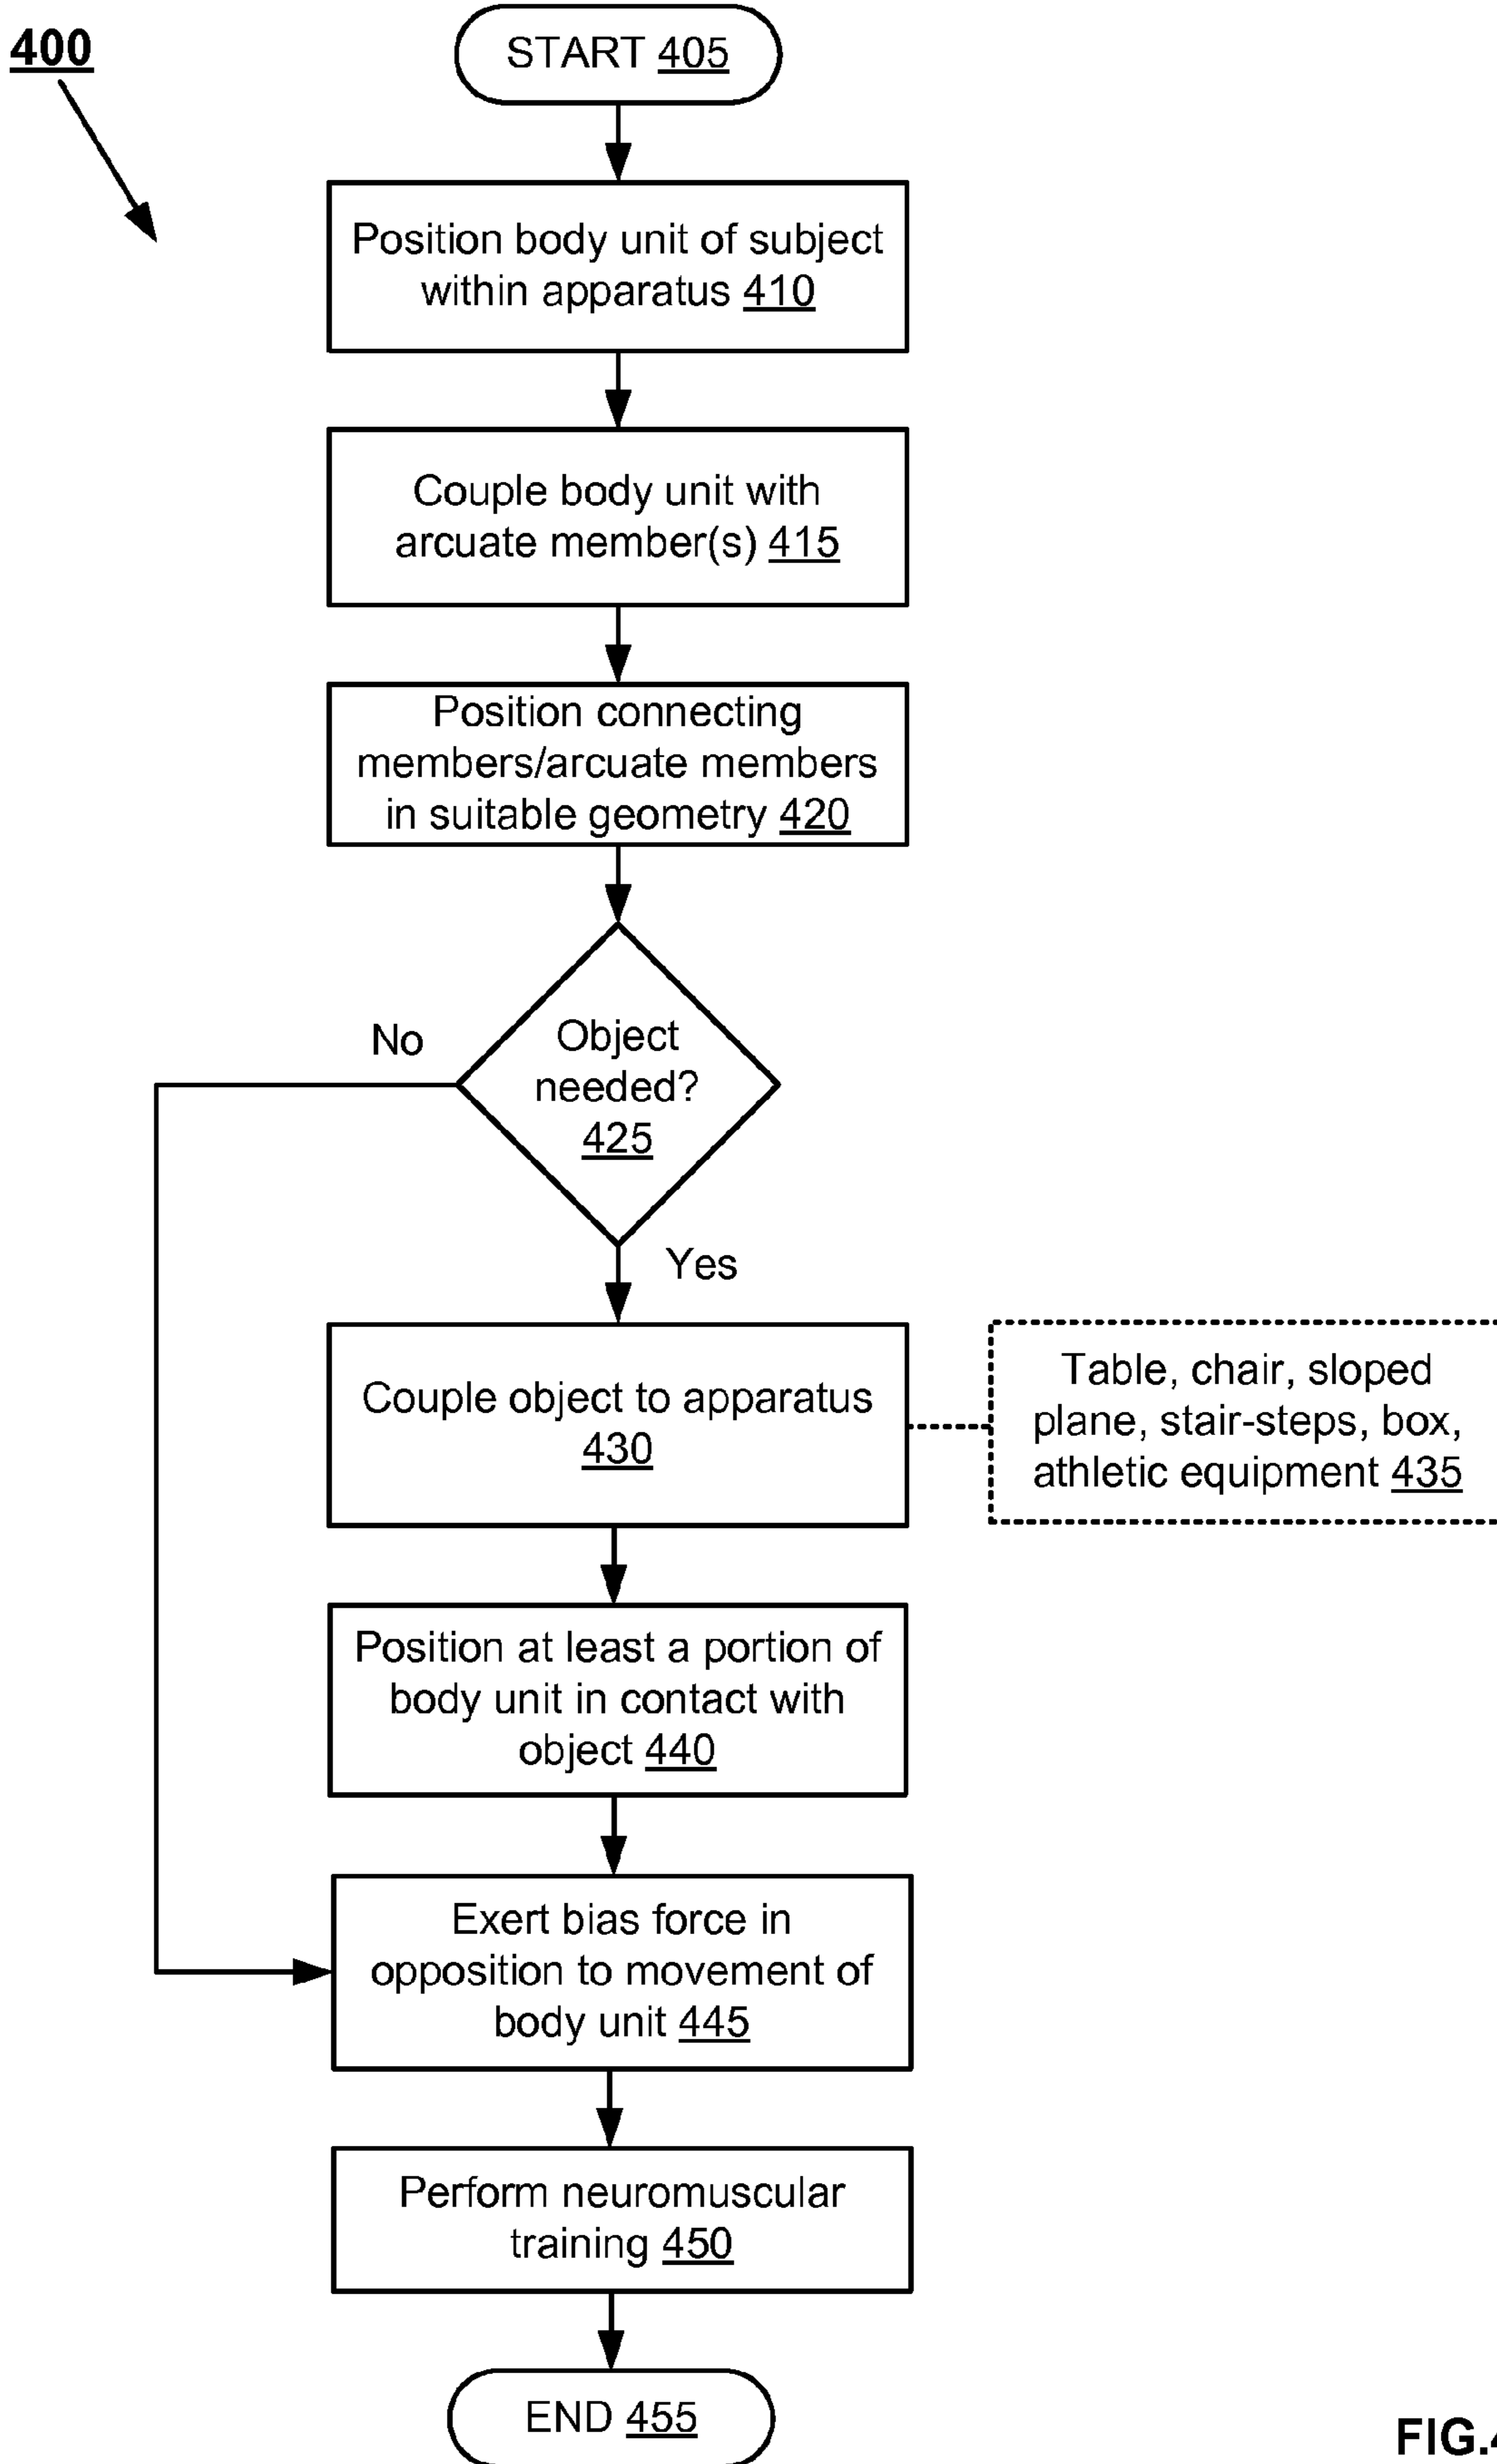 400
START 405
Position body unit of subject
within apparatus 410
Couple body unit with
arcuate member(s) 415
Position connecting
members/arcuate members
in suitable geometry 420
Object
needed?
425
No
Yes
Couple object to apparatus
430
Table, chair, sloped
plane, stair-steps, box,
athletic equipment 435
Position at least a portion of
body unit in contact with
object 440
Exert bias force in
opposition to movement of
body unit 445
Perform neuromuscular
training 450
END 455
FIG.4